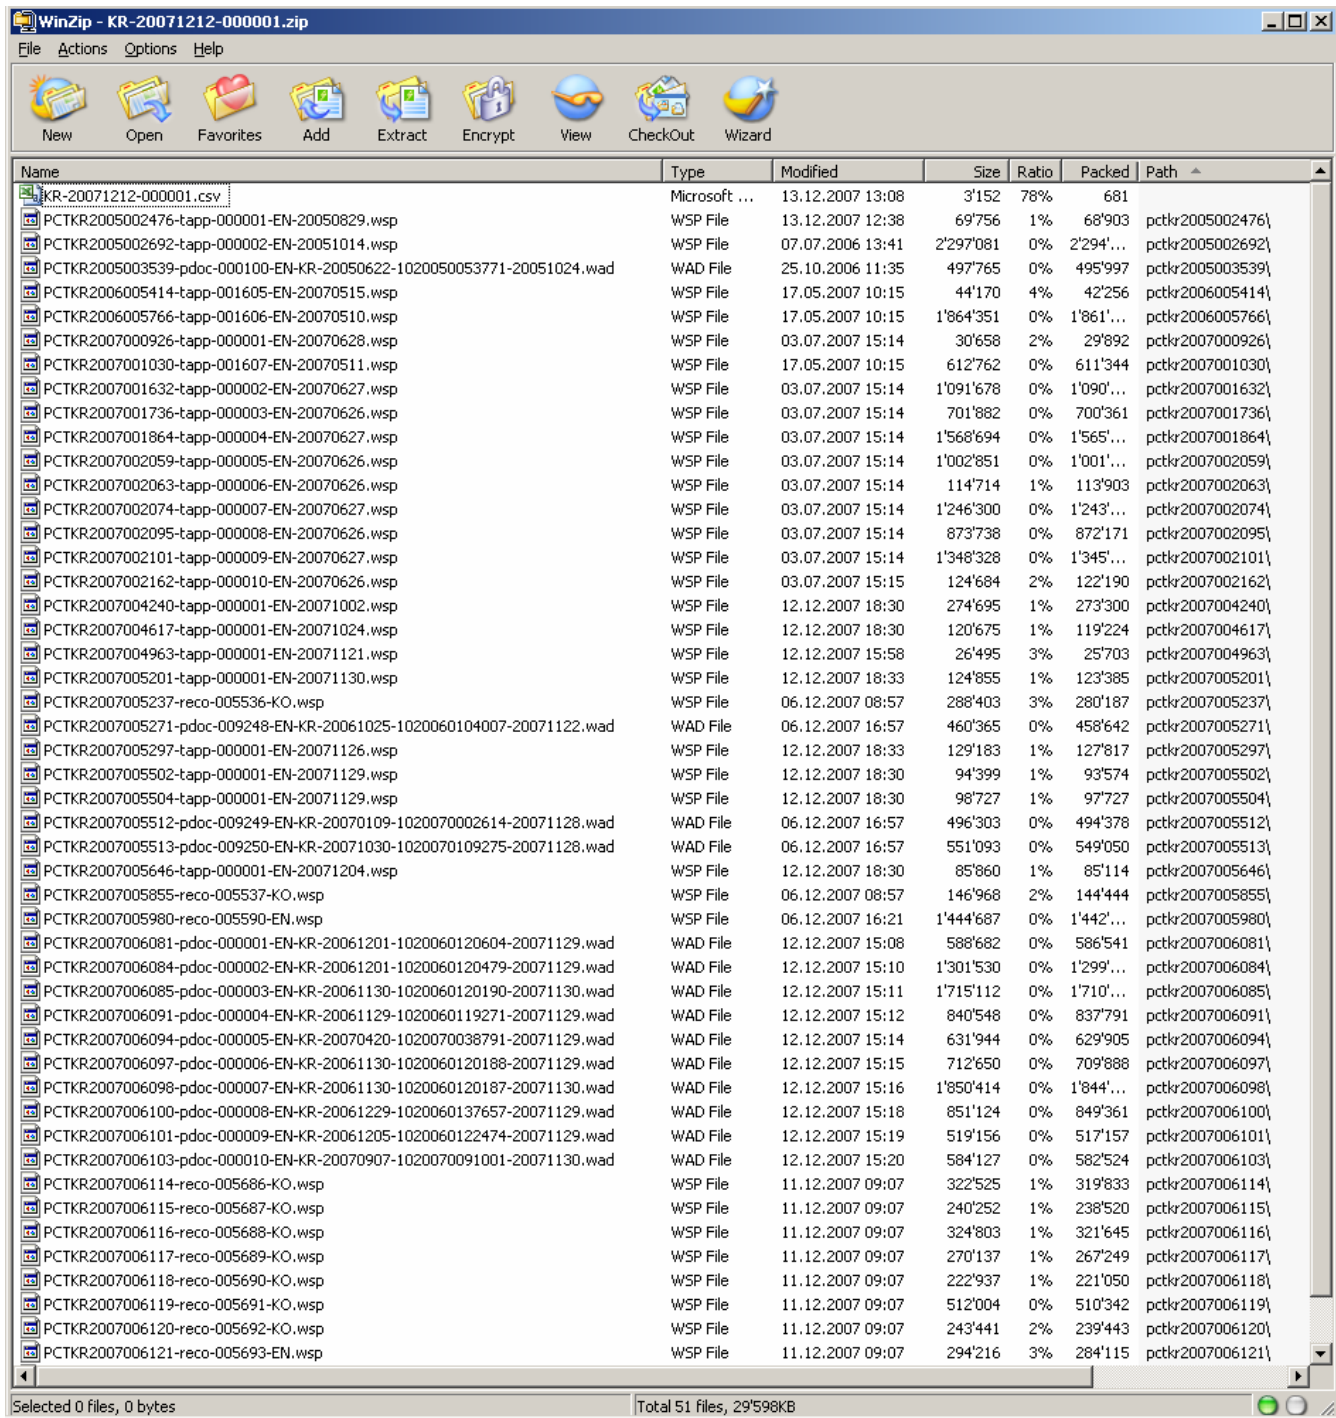 WinZip - KR-20071212-000001.zip
File Actions Options Help
New Open Favorites Add Extract Encrypt View CheckOut Wizard
Name Type Modified Size Ratio Packed Path
KR-20071212-000001.csv Microsoft ... 13.12.2007 13:08 3'152 78% 681
PCTKR2005002476-tapp-000001-EN-20050829.wsp WSP File 13.12.2007 12:38 69'756 1% 68'903 pctkr2005002476\
PCTKR2005002692-tapp-000002-EN-20051014.wsp WSP File 07.07.2006 13:41 2'297'081 0% 2'294'... pctkr2005002692\
PCTKR2005003539-pdoc-000100-EN-KR-20050622-1020050053771-20051024.wad WAD File 25.10.2006 11:35 497'765 0% 495'997 pctkr2005003539\
PCTKR2006005414-tapp-001605-EN-20070515.wsp WSP File 17.05.2007 10:15 44'170 4% 42'256 pctkr2006005414\
PCTKR2006005766-tapp-001606-EN-20070510.wsp WSP File 17.05.2007 10:15 1'864'351 0% 1'861'... pctkr2006005766\
PCTKR2007000926-tapp-000001-EN-20070628.wsp WSP File 03.07.2007 15:14 30'658 2% 29'892 pctkr2007000926\
PCTKR2007001030-tapp-001607-EN-20070511.wsp WSP File 17.05.2007 10:15 612'762 0% 611'344 pctkr2007001030\
PCTKR2007001632-tapp-000002-EN-20070627.wsp WSP File 03.07.2007 15:14 1'091'678 0% 1'090'... pctkr2007001632\
PCTKR2007001736-tapp-000003-EN-20070626.wsp WSP File 03.07.2007 15:14 701'882 0% 700'361 pctkr2007001736\
PCTKR2007001864-tapp-000004-EN-20070627.wsp WSP File 03.07.2007 15:14 1'568'694 0% 1'565'... pctkr2007001864\
PCTKR2007002059-tapp-000005-EN-20070626.wsp WSP File 03.07.2007 15:14 1'002'851 0% 1'001'... pctkr2007002059\
PCTKR2007002063-tapp-000006-EN-20070626.wsp WSP File 03.07.2007 15:14 114'714 1% 113'903 pctkr2007002063\
PCTKR2007002074-tapp-000007-EN-20070627.wsp WSP File 03.07.2007 15:14 1'246'300 0% 1'243'... pctkr2007002074\
PCTKR2007002095-tapp-000008-EN-20070626.wsp WSP File 03.07.2007 15:14 873'738 0% 872'171 pctkr2007002095\
PCTKR2007002101-tapp-000009-EN-20070627.wsp WSP File 03.07.2007 15:14 1'348'328 0% 1'345'... pctkr2007002101\
PCTKR2007002162-tapp-000010-EN-20070626.wsp WSP File 03.07.2007 15:15 124'684 2% 122'190 pctkr2007002162\
PCTKR2007004240-tapp-000001-EN-20071002.wsp WSP File 12.12.2007 18:30 274'695 1% 273'300 pctkr2007004240\
PCTKR2007004617-tapp-000001-EN-20071024.wsp WSP File 12.12.2007 18:30 120'675 1% 119'224 pctkr2007004617\
PCTKR2007004963-tapp-000001-EN-20071121.wsp WSP File 12.12.2007 15:58 26'495 3% 25'703 pctkr2007004963\
PCTKR2007005201-tapp-000001-EN-20071130.wsp WSP File 12.12.2007 18:33 124'855 1% 123'385 pctkr2007005201\
PCTKR2007005237-reco-005536-KO.wsp WSP File 06.12.2007 08:57 288'403 3% 280'187 pctkr2007005237\
PCTKR2007005271-pdoc-009248-EN-KR-20061025-1020060104007-20071122.wad WAD File 06.12.2007 16:57 460'365 0% 458'642 pctkr2007005271\
PCTKR2007005297-tapp-000001-EN-20071126.wsp WSP File 12.12.2007 18:33 129'183 1% 127'817 pctkr2007005297\
PCTKR2007005502-tapp-000001-EN-20071129.wsp WSP File 12.12.2007 18:30 94'399 1% 93'574 pctkr2007005502\
PCTKR2007005504-tapp-000001-EN-20071129.wsp WSP File 12.12.2007 18:30 98'727 1% 97'727 pctkr2007005504\
PCTKR2007005512-pdoc-009249-EN-KR-20070109-1020070002614-20071128.wad WAD File 06.12.2007 16:57 496'303 0% 494'378 pctkr2007005512\
PCTKR2007005513-pdoc-009250-EN-KR-20071030-1020070109275-20071128.wad WAD File 06.12.2007 16:57 551'093 0% 549'050 pctkr2007005513\
PCTKR2007005646-tapp-000001-EN-20071204.wsp WSP File 12.12.2007 18:30 85'860 1% 85'114 pctkr2007005646\
PCTKR2007005855-reco-005537-KO.wsp WSP File 06.12.2007 08:57 146'968 2% 144'444 pctkr2007005855\
PCTKR2007005980-reco-005590-EN.wsp WSP File 06.12.2007 16:21 1'444'687 0% 1'442'... pctkr2007005980\
PCTKR2007006081-pdoc-000001-EN-KR-20061201-1020060120604-20071129.wad WAD File 12.12.2007 15:08 588'682 0% 586'541 pctkr2007006081\
PCTKR2007006084-pdoc-000002-EN-KR-20061201-1020060120479-20071129.wad WAD File 12.12.2007 15:10 1'301'530 0% 1'299'... pctkr2007006084\
PCTKR2007006085-pdoc-000003-EN-KR-20061130-1020060120190-20071130.wad WAD File 12.12.2007 15:11 1'715'112 0% 1'710'... pctkr2007006085\
PCTKR2007006091-pdoc-000004-EN-KR-20061129-1020060119271-20071129.wad WAD File 12.12.2007 15:12 840'548 0% 837'791 pctkr2007006091\
PCTKR2007006094-pdoc-000005-EN-KR-20070420-1020070038791-20071129.wad WAD File 12.12.2007 15:14 631'944 0% 629'905 pctkr2007006094\
PCTKR2007006097-pdoc-000006-EN-KR-20061130-1020060120188-20071129.wad WAD File 12.12.2007 15:15 712'650 0% 709'888 pctkr2007006097\
PCTKR2007006098-pdoc-000007-EN-KR-20061130-1020060120187-20071130.wad WAD File 12.12.2007 15:16 1'850'414 0% 1'844'... pctkr2007006098\
PCTKR2007006100-pdoc-000008-EN-KR-20061229-1020060137657-20071129.wad WAD File 12.12.2007 15:18 851'124 0% 849'361 pctkr2007006100\
PCTKR2007006101-pdoc-000009-EN-KR-20061205-1020060122474-20071129.wad WAD File 12.12.2007 15:19 519'156 0% 517'157 pctkr2007006101\
PCTKR2007006103-pdoc-000010-EN-KR-20070907-1020070091001-20071130.wad WAD File 12.12.2007 15:20 584'127 0% 582'524 pctkr2007006103\
PCTKR2007006114-reco-005686-KO.wsp WSP File 11.12.2007 09:07 322'525 1% 319'833 pctkr2007006114\
PCTKR2007006115-reco-005687-KO.wsp WSP File 11.12.2007 09:07 240'252 1% 238'520 pctkr2007006115\
PCTKR2007006116-reco-005688-KO.wsp WSP File 11.12.2007 09:07 324'803 1% 321'645 pctkr2007006116\
PCTKR2007006117-reco-005689-KO.wsp WSP File 11.12.2007 09:07 270'137 1% 267'249 pctkr2007006117\
PCTKR2007006118-reco-005690-KO.wsp WSP File 11.12.2007 09:07 222'937 1% 221'050 pctkr2007006118\
PCTKR2007006119-reco-005691-KO.wsp WSP File 11.12.2007 09:07 512'004 0% 510'342 pctkr2007006119\
PCTKR2007006120-reco-005692-KO.wsp WSP File 11.12.2007 09:07 243'441 2% 239'443 pctkr2007006120\
PCTKR2007006121-reco-005693-EN.wsp WSP File 11.12.2007 09:07 294'216 3% 284'115 pctkr2007006121\
Selected 0 files, 0 bytes Total 51 files, 29'598KB